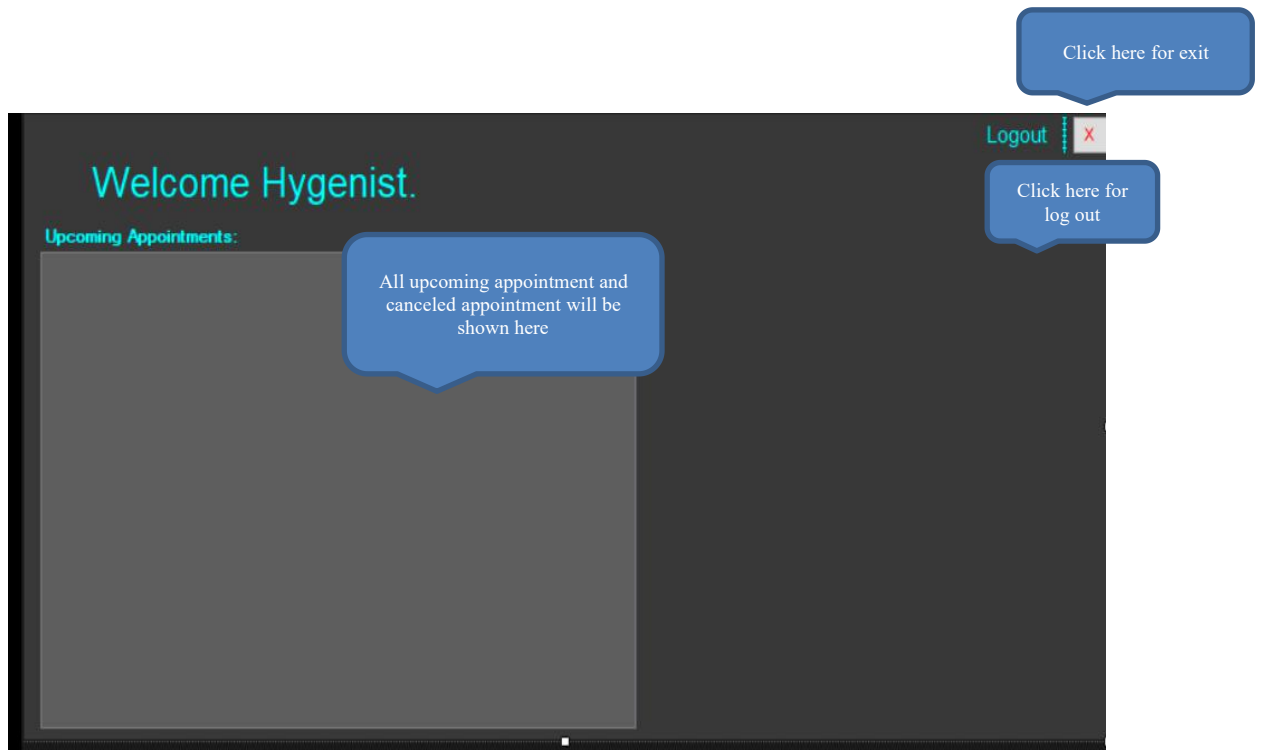 Click here for exit
Logout
X
Welcome Hygenist.
Click here for
log out
Upcoming Appointments:
All upcoming appointment and
canceled appointment will be
shown here